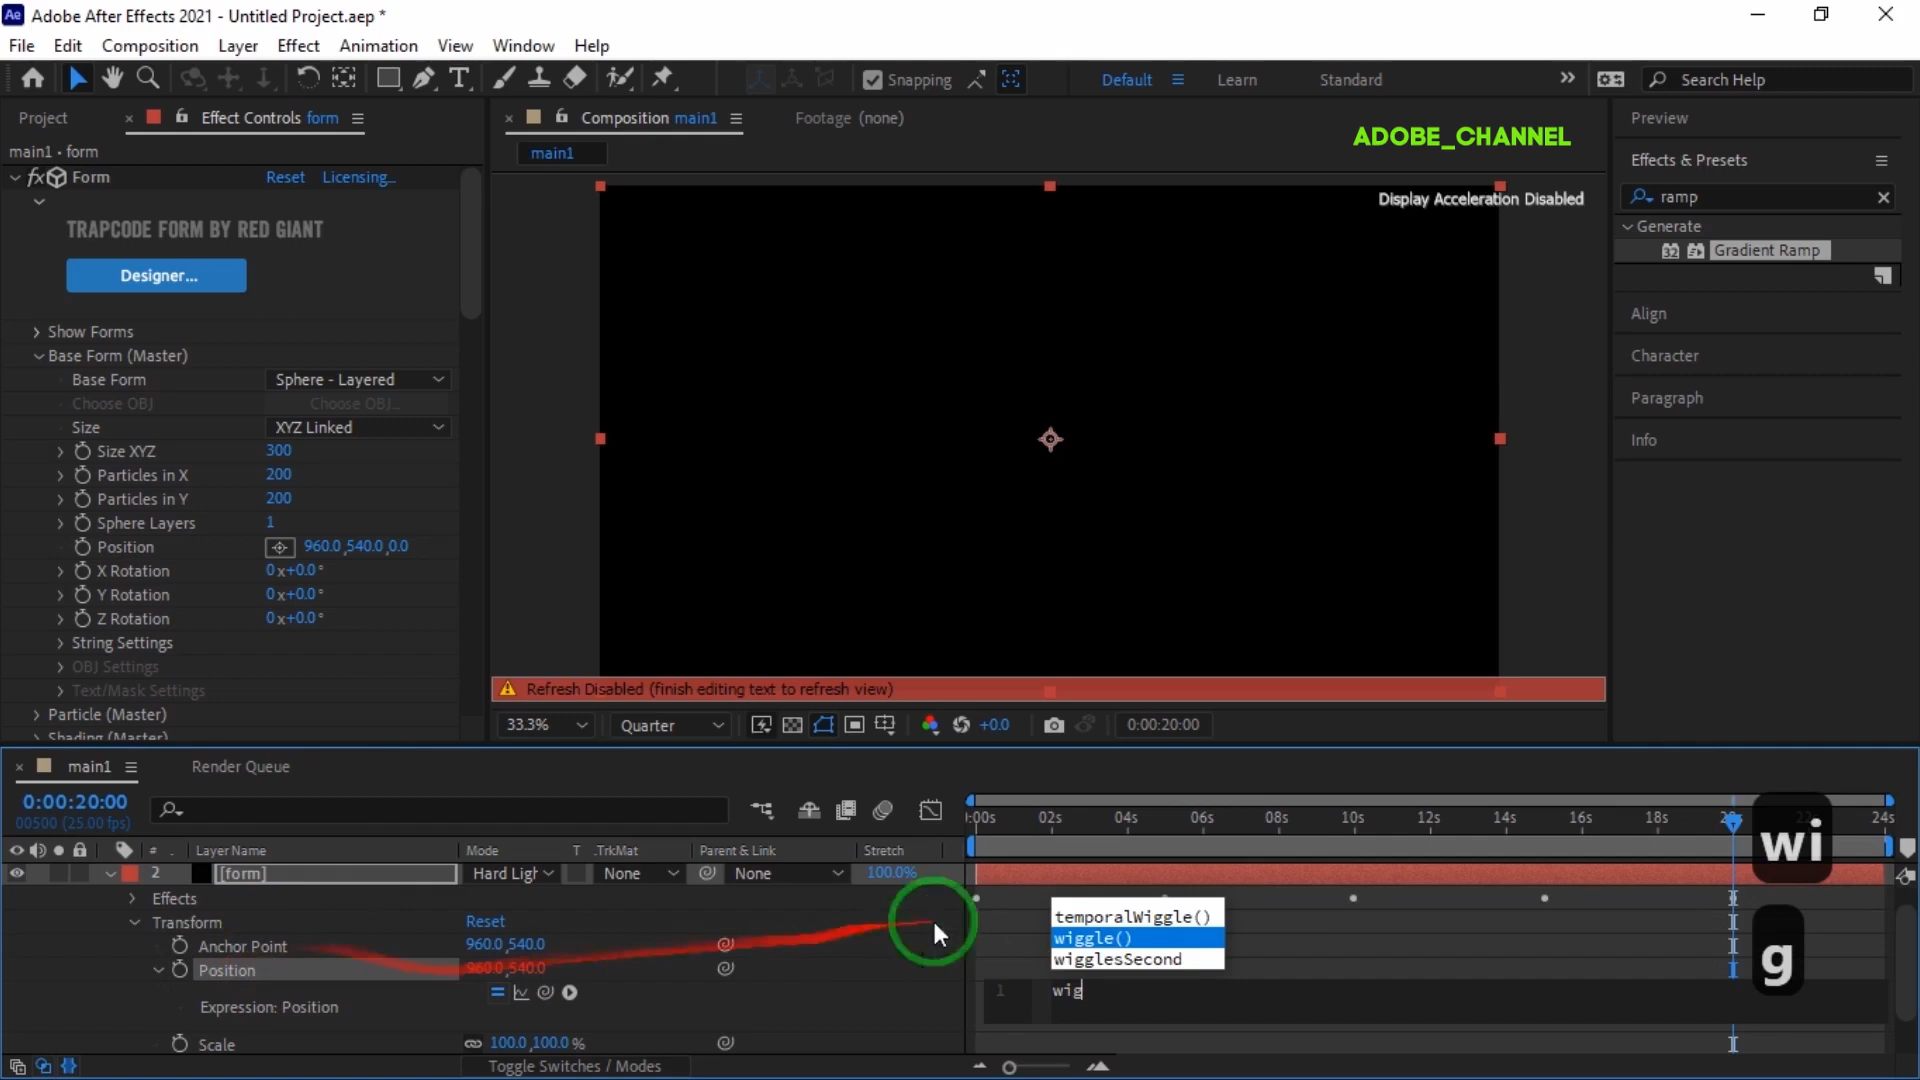 Ae Adobe After Effects 2021 - Untitled Project.aep *
File Edit Composition Layer Effect Animation View Window Help
Snapping Default Learn Standard Search Help
Project Effect Controls form Composition main1 Footage (none) Preview
main1 • form
main1
ADOBE_CHANNEL
Effects & Presets
Form Reset Licensing...
Display Acceleration Disabled
ramp
TRAPCODE FORM BY RED GIANT
Generate
32 Gradient Ramp
Designer...
Align
Show Forms
Base Form (Master)
Character
Base Form Sphere - Layered
Choose OBJ Choose OBJ...
Paragraph
Size XYZ Linked
Info
Size XYZ 300
Particles in X 200
Particles in Y 200
Sphere Layers 1
Position 960.0,540.0,0.0
X Rotation 0x+0.0°
Y Rotation 0x+0.0°
Z Rotation 0x+0.0°
String Settings
OBJ Settings
Text/Mask Settings
Refresh Disabled (finish editing text to refresh view)
Particle (Master)
33.3% Quarter +0.0 0:00:20:00
Shading (Master)
main1 Render Queue
0:00:20:00
00500 (25.00 fps)
:00s 02s 04s 06s 08s 10s 12s 14s 16s 18s 20s 22s 24s
wi
# Layer Name Mode T .TrkMat Parent & Link Stretch
2 [form] Hard Ligh None None 100.0%
Effects
temporalWiggle()
Transform Reset
wiggle()
Anchor Point 960.0,540.0
wigglesSecond
g
Position 960.0,540.0
1 wig
Expression: Position
Scale 100.0,100.0%
Toggle Switches / Modes